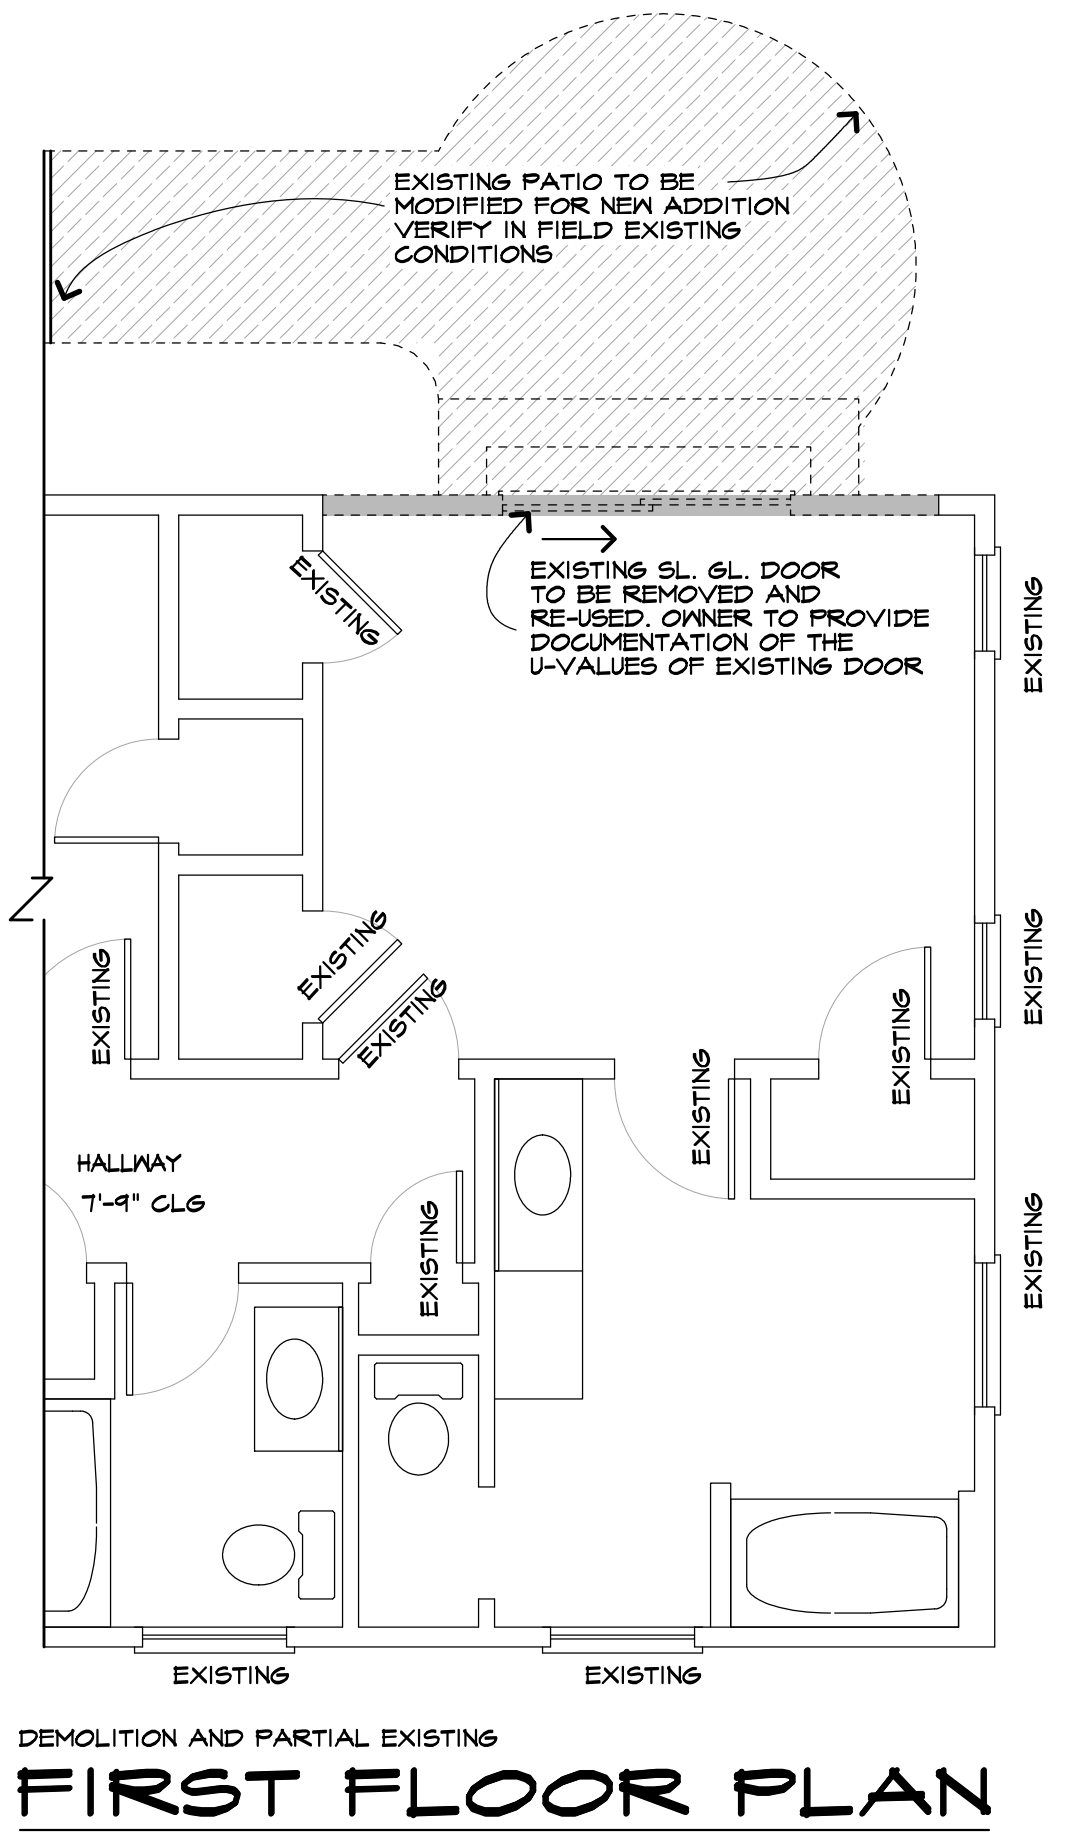 EXISTING PATIO TO BE
MODIFIED FOR NEW ADDITION
VERIFY IN FIELD EXISTING
CONDITIONS
EXISTING SL. GL. DOOR
TO BE REMOVED AND
RE-USED. OWNER TO PROVIDE
DOCUMENTATION OF THE
U-VALUES OF EXISTING DOOR
EXISTING
EXISTING
EXISTING
EXISTING
EXISTING
EXISTING
EXISTING
EXISTING
HALLWAY
7'-9" CLG
EXISTING
EXISTING
EXISTING
EXISTING
DEMOLITION AND PARTIAL EXISTING
FIRST FLOOR PLAN